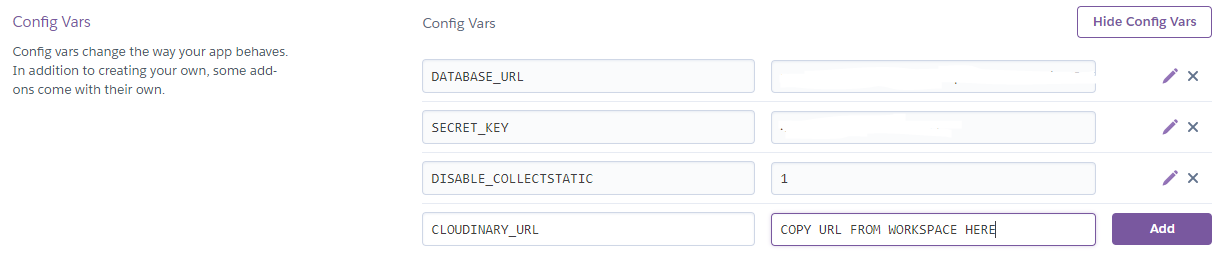 Config Vars
Config vars change the way your app behaves.
In addition to creating your own, some add-
ons come with their own.
Config Vars
Hide Config Vars
DATABASE_URL
SECRET_KEY
DISABLE_COLLECTSTATIC 1
CLOUDINARY_URL COPY URL FROM WORKSPACE HERE Add